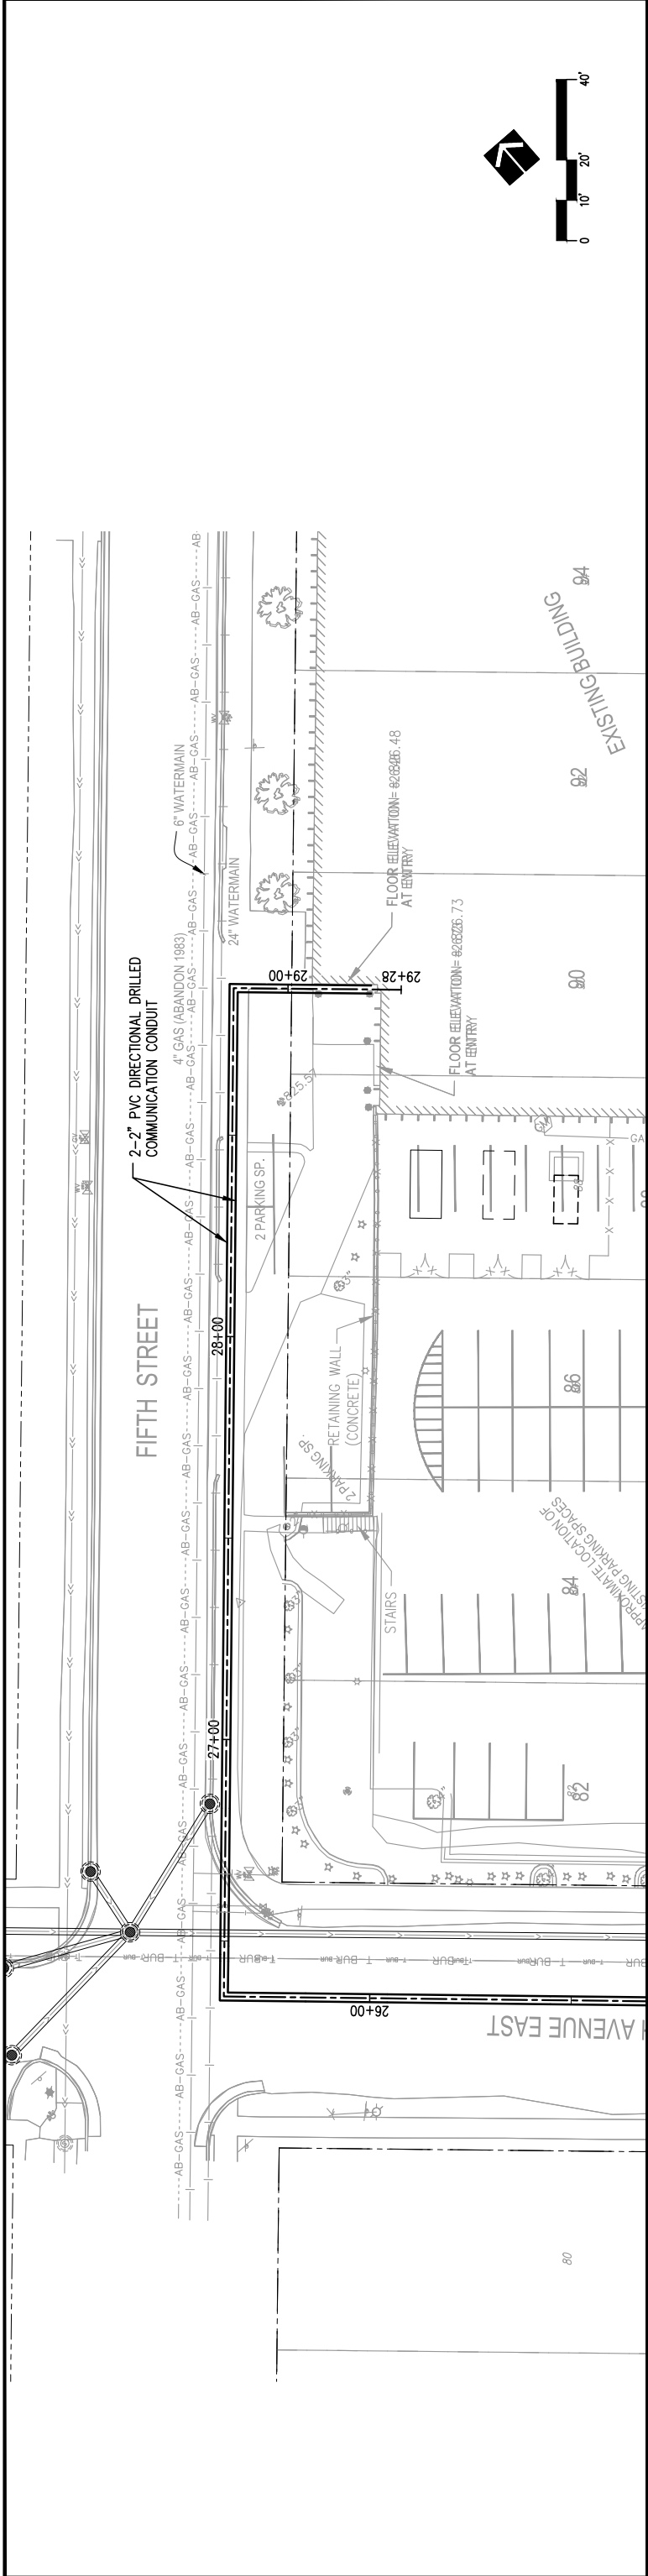 40'
20'
10'
0
94
EXISTING BUILDING
92
90
FLOOR ELEVATION=
AT ENTRY
FLOOR ELEVATION=
AT ENTRY
6" WATERMAIN
24" WATERMAIN
4" GAS (ABANDON 1983)
2-2" PVC DIRECTIONAL DRILLED
COMMUNICATION CONDUIT
29+00
29+28
2 PARKING SP.
FIFTH STREET
28+00
RETAINING WALL
(CONCRETE)
2 PARKING SP.
STAIRS
86
84
82
APPROXIMATE LOCATION OF
PARKING SPACES
27+00
26+00
AVENUE EAST
80
AB-GAS
T-BUR
WV
GV